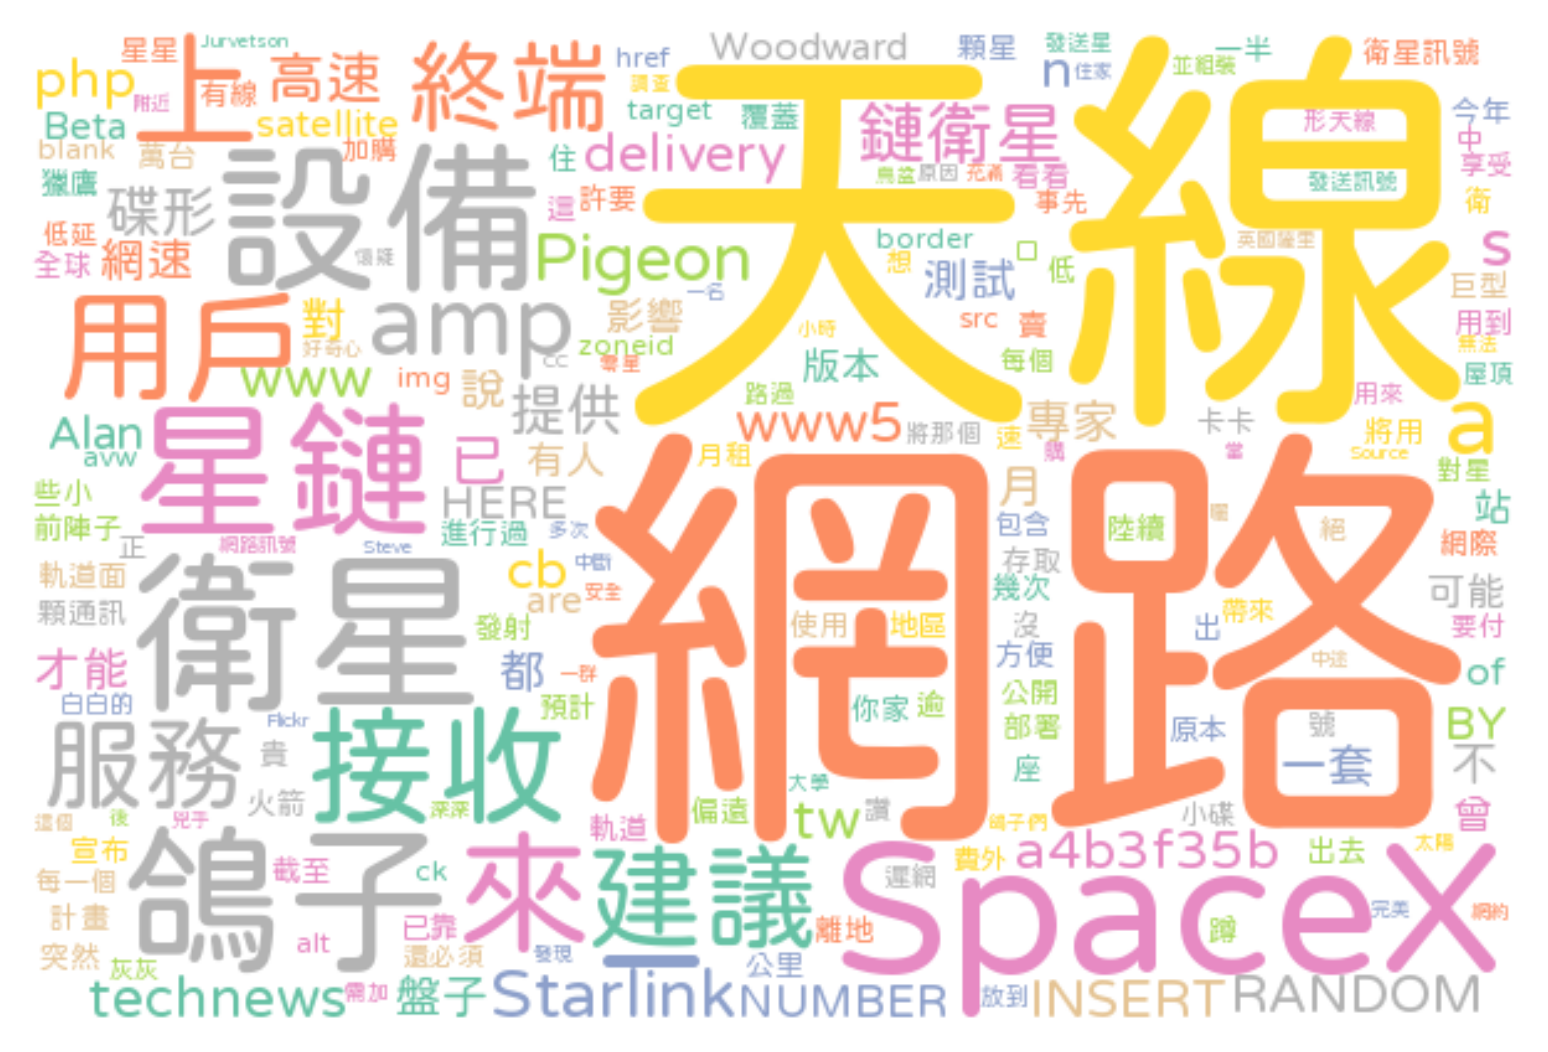 星星
Jurvetson
上
php
附近
有線
高速
終端
href
調查
Woodward
顆星
發送星
住家
n
一半
並組裝
衛星訊號
Beta
blank
萬台
satellite
加購
target
覆蓋
天線
鏈衛星
形天線
今年
中
享受
獵鷹
碟形
設備
住
delivery
鳥盆
原因
充滿
看看
發送訊號
衛
低延
全球
網速
懷疑
這
許要
Pigeon
一名
border
想
測試
事先
低
英國薩里
s
巨型
用戶
對
好奇心
amp
cc
影響
zoneid
零星
小時
src
賣
用到
無法
www
img
說
提供
版本
每個
屋頂
路過
用來
Alan
avw
星鏈
已
有人
www5
將那個
速
專家
購
卡卡
將用
a
Source
當
HERE
月租
月
對星
些小
前陣子
正
網路訊號
Steve
進行過
多次
網路
包含
陸續
絕
站
網際
軌道面
顆通訊
衛星
cb
are
中斷
安全
存取
幾次
可能
發射
使用
地區
沒
出
帶來
要付
才能
都
一群
方便
中途
of
白白的
Flickr
預計
你家
逾
公開
部署
原本
號
BY
服務
貴
接收
座
一套
不
火箭
深深
大學
這個
後
兇手
軌道
偏遠
tw
讚
鴿子們
小碟
曾
宣布
每一個
鴿子
截至
ck
來
建議
SpaceX
遲網
費外
a4b3f35b
出去
太陽
計畫
突然
灰灰
alt
已靠
還必須
發現
離地
公里
蹲
完美
網約
technews
需加
盤子
Starlink
NUMBER
放到
INSERT
RANDOM